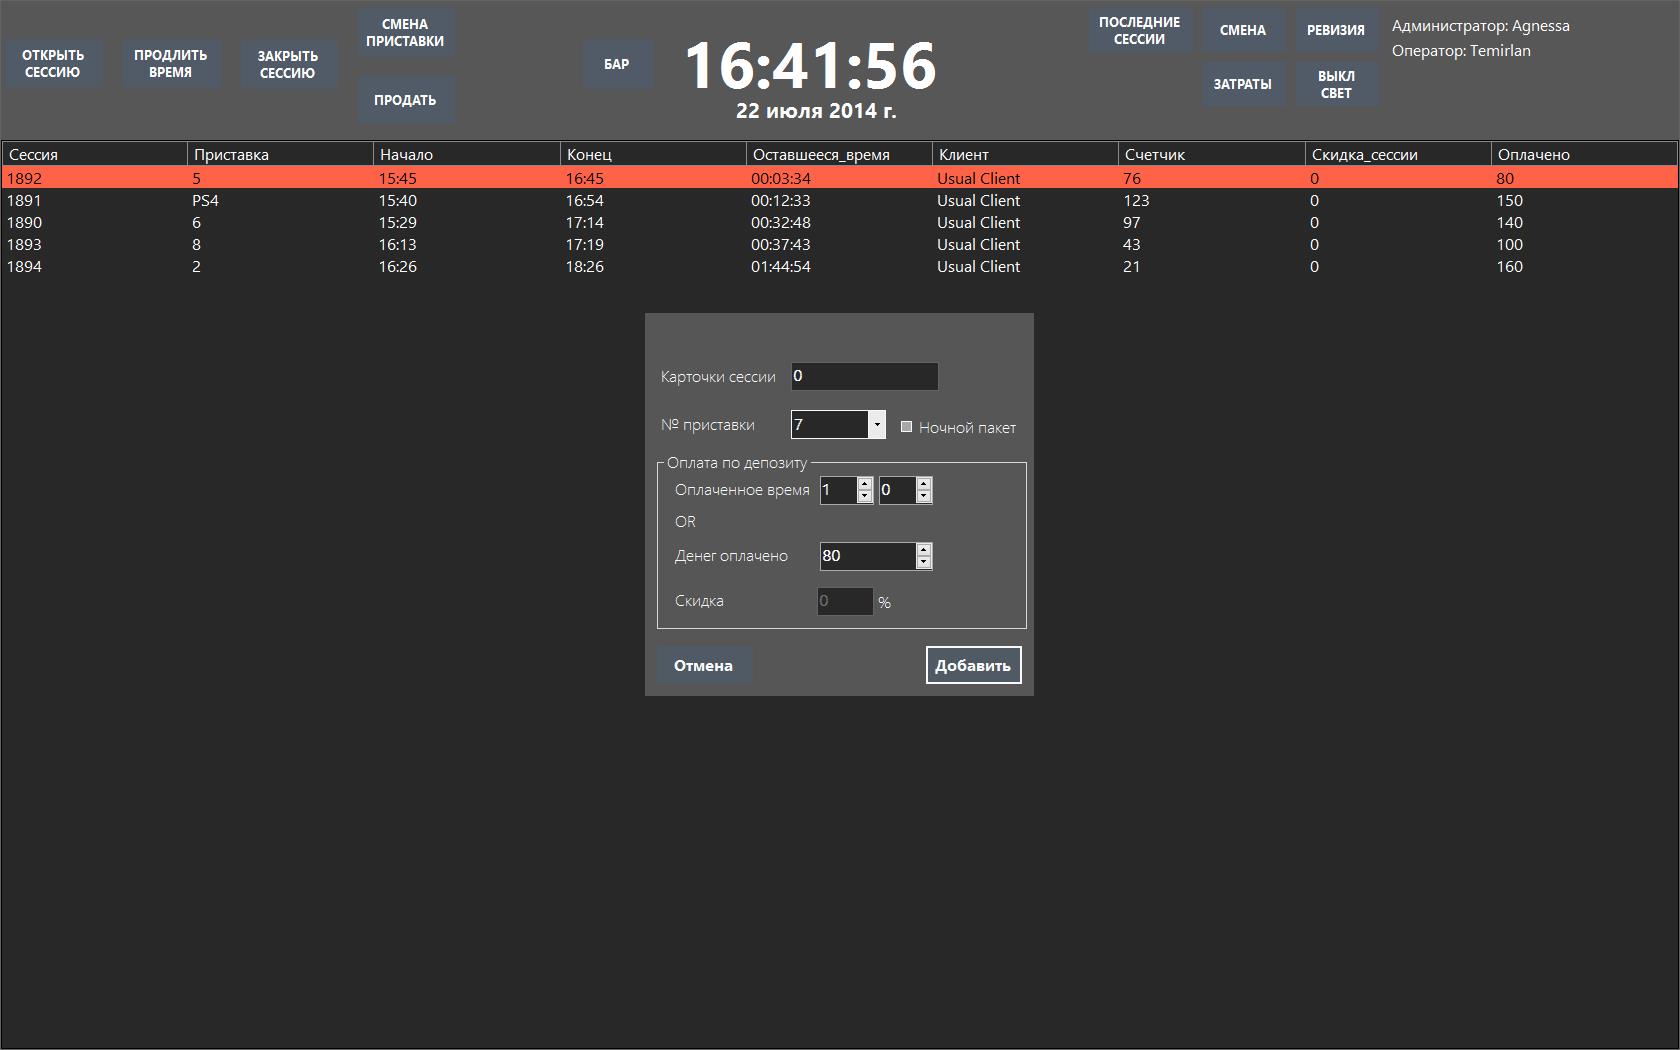 ОТКРЫТЬ
СЕССИЮ
ПРОДЛИТЬ
ВРЕМЯ
ЗАКРЫТЬ
СЕССИЮ
СМЕНА
ПРИСТАВКИ
ПРОДАТЬ
БАР
16:41:56
22 июля 2014 г.
ПОСЛЕДНИЕ
СЕССИИ
СМЕНА
РЕВИЗИЯ
ЗАТРАТЫ
ВЫКЛ
СВЕТ
Администратор: Agnessa
Оператор: Temirlan
Сессия Приставка Начало Конец Оставшееся_время Клиент Счетчик Скидка_сессии Оплачено
1892 5 15:45 16:45 00:03:34 Usual Client 76 0 80
1891 PS4 15:40 16:54 00:12:33 Usual Client 123 0 150
1890 6 15:29 17:14 00:32:48 Usual Client 97 0 140
1893 8 16:13 17:19 00:37:43 Usual Client 43 0 100
1894 2 16:26 18:26 01:44:54 Usual Client 21 0 160
Карточки сессии 0
№ приставки 7 Ночной пакет
Оплата по депозиту
Оплаченное время 1 0
OR
Денег оплачено 80
Скидка 0 %
Отмена Добавить